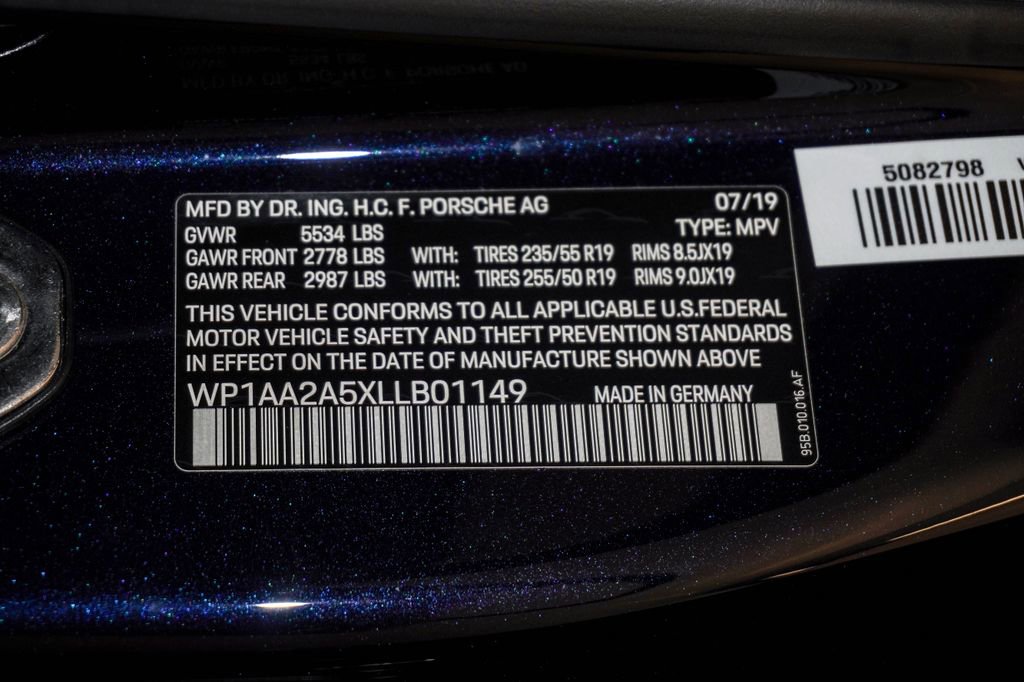 MFD BY DR. ING. H.C. F. PORSCHE AG 07/19
GVWR 5534 LBS TYPE: MPV
GAWR FRONT 2778 LBS WITH: TIRES 235/55 R19 RIMS 8.5JX19
GAWR REAR 2987 LBS WITH: TIRES 255/50 R19 RIMS 9.0JX19
THIS VEHICLE CONFORMS TO ALL APPLICABLE U.S.FEDERAL
MOTOR VEHICLE SAFETY AND THEFT PREVENTION STANDARDS
IN EFFECT ON THE DATE OF MANUFACTURE SHOWN ABOVE
WP1AA2A5XLLB01149 MADE IN GERMANY
95B.010.016.AF
5082798